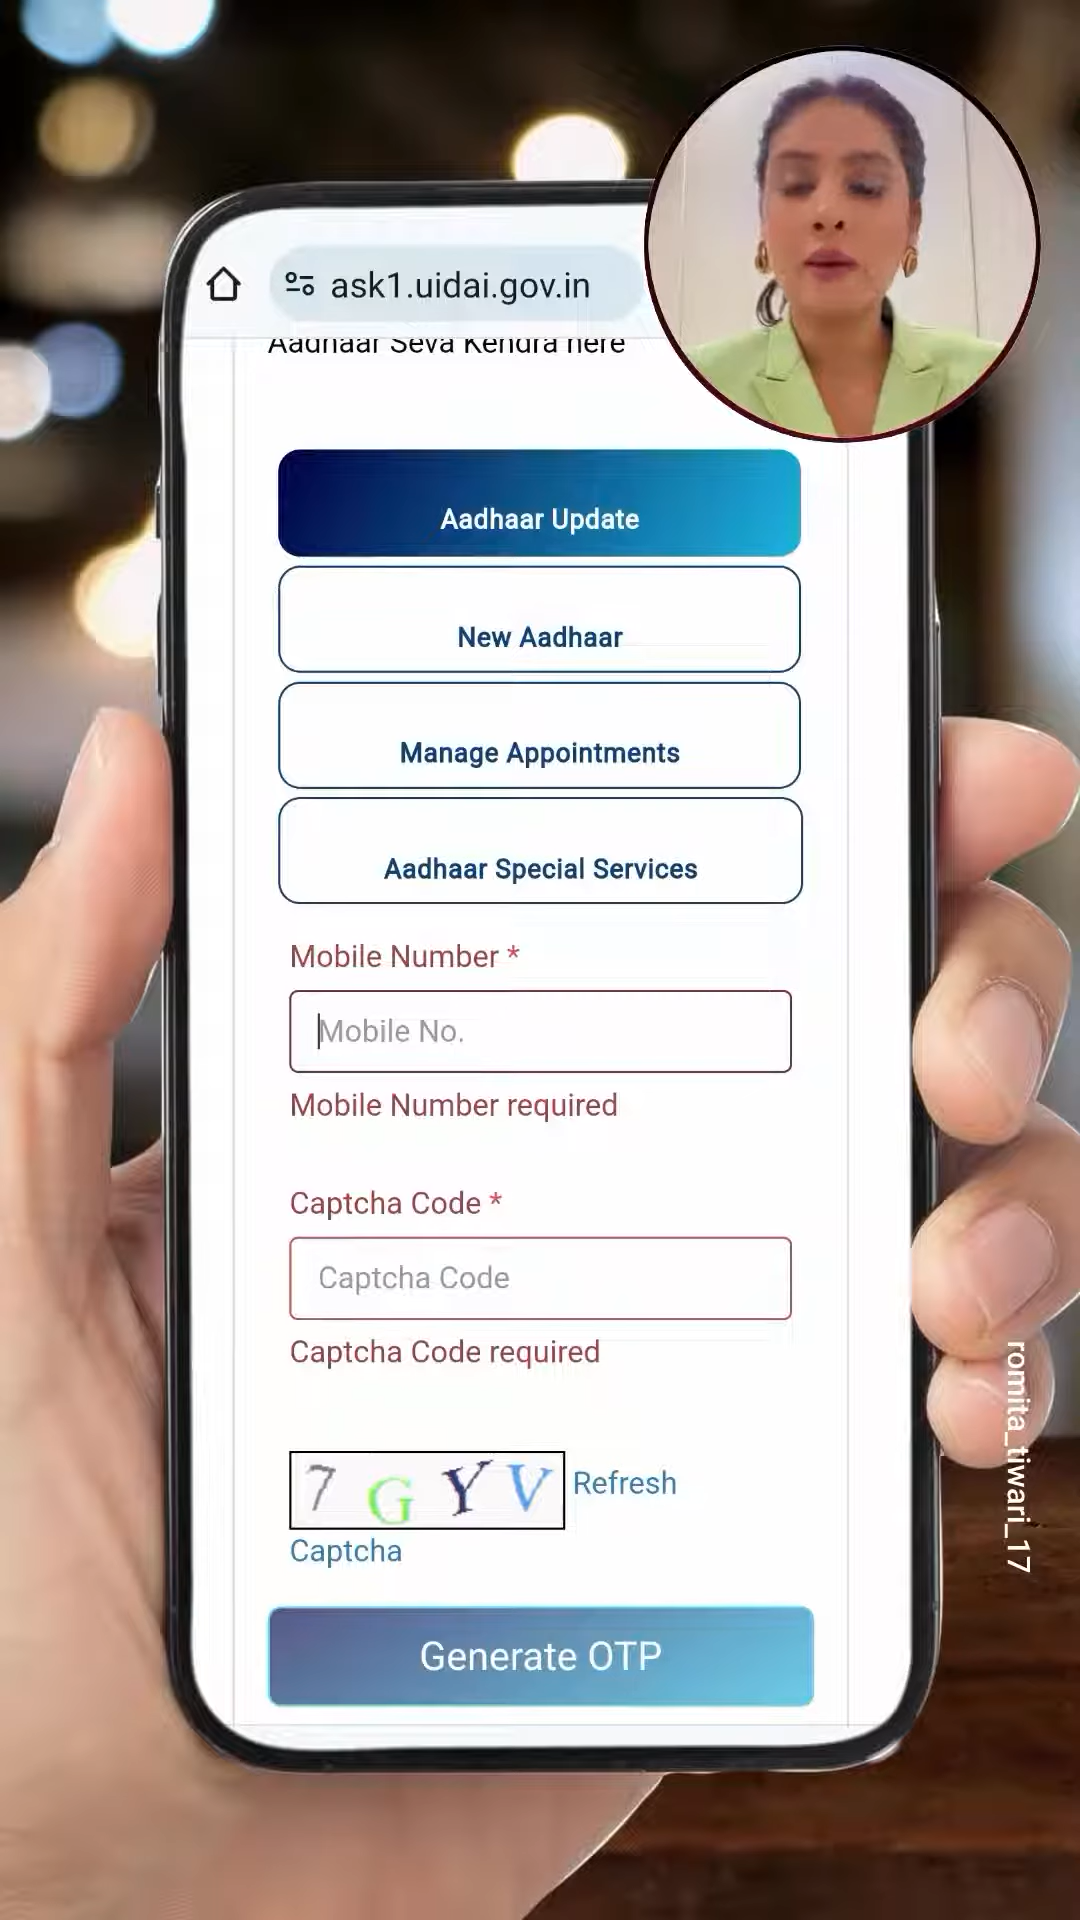 ask1.uidai.gov.in
Aadhaar Seva Kendra here
Aadhaar Update
New Aadhaar
Manage Appointments
Aadhaar Special Services
Mobile Number *
Mobile No.
Mobile Number required
Captcha Code *
Captcha Code
Captcha Code required
7 G Y V Refresh
Captcha
Generate OTP
romita_tiwari_17